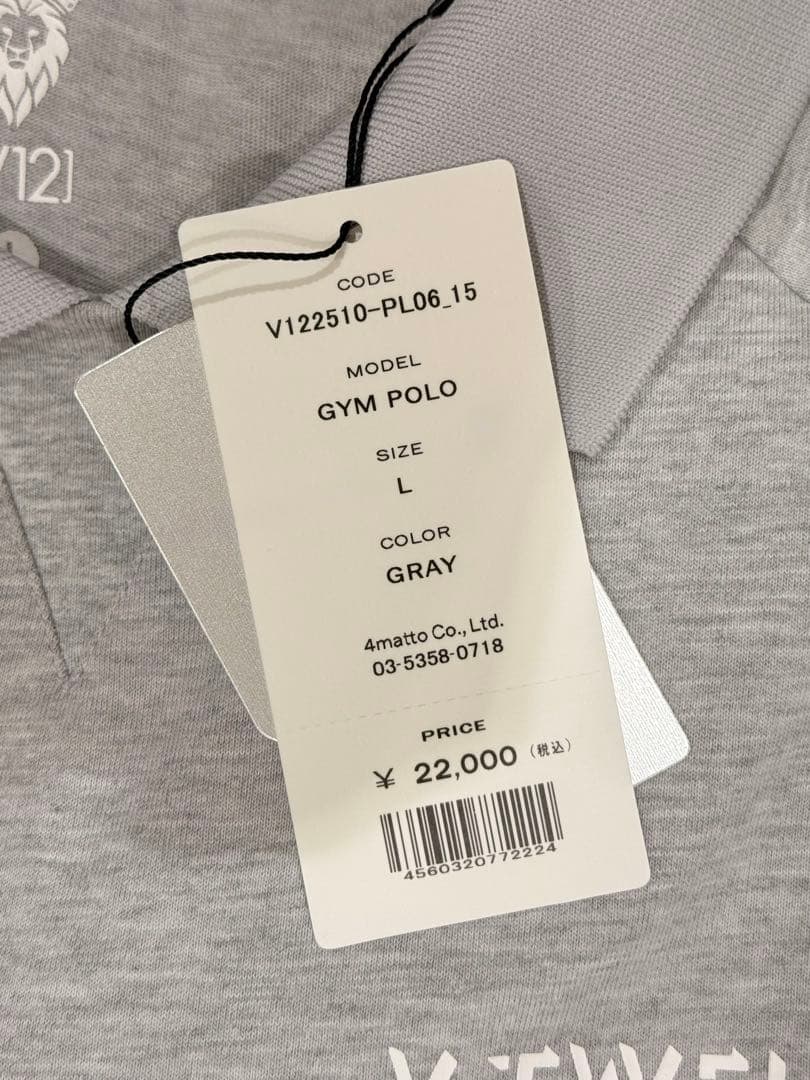 /12]
CODE
V122510-PL06_15
MODEL
GYM POLO
SIZE
L
COLOR
GRAY
4matto Co., Ltd.
03-5358-0718
PRICE
¥ 22,000 (税込)
4560320772224